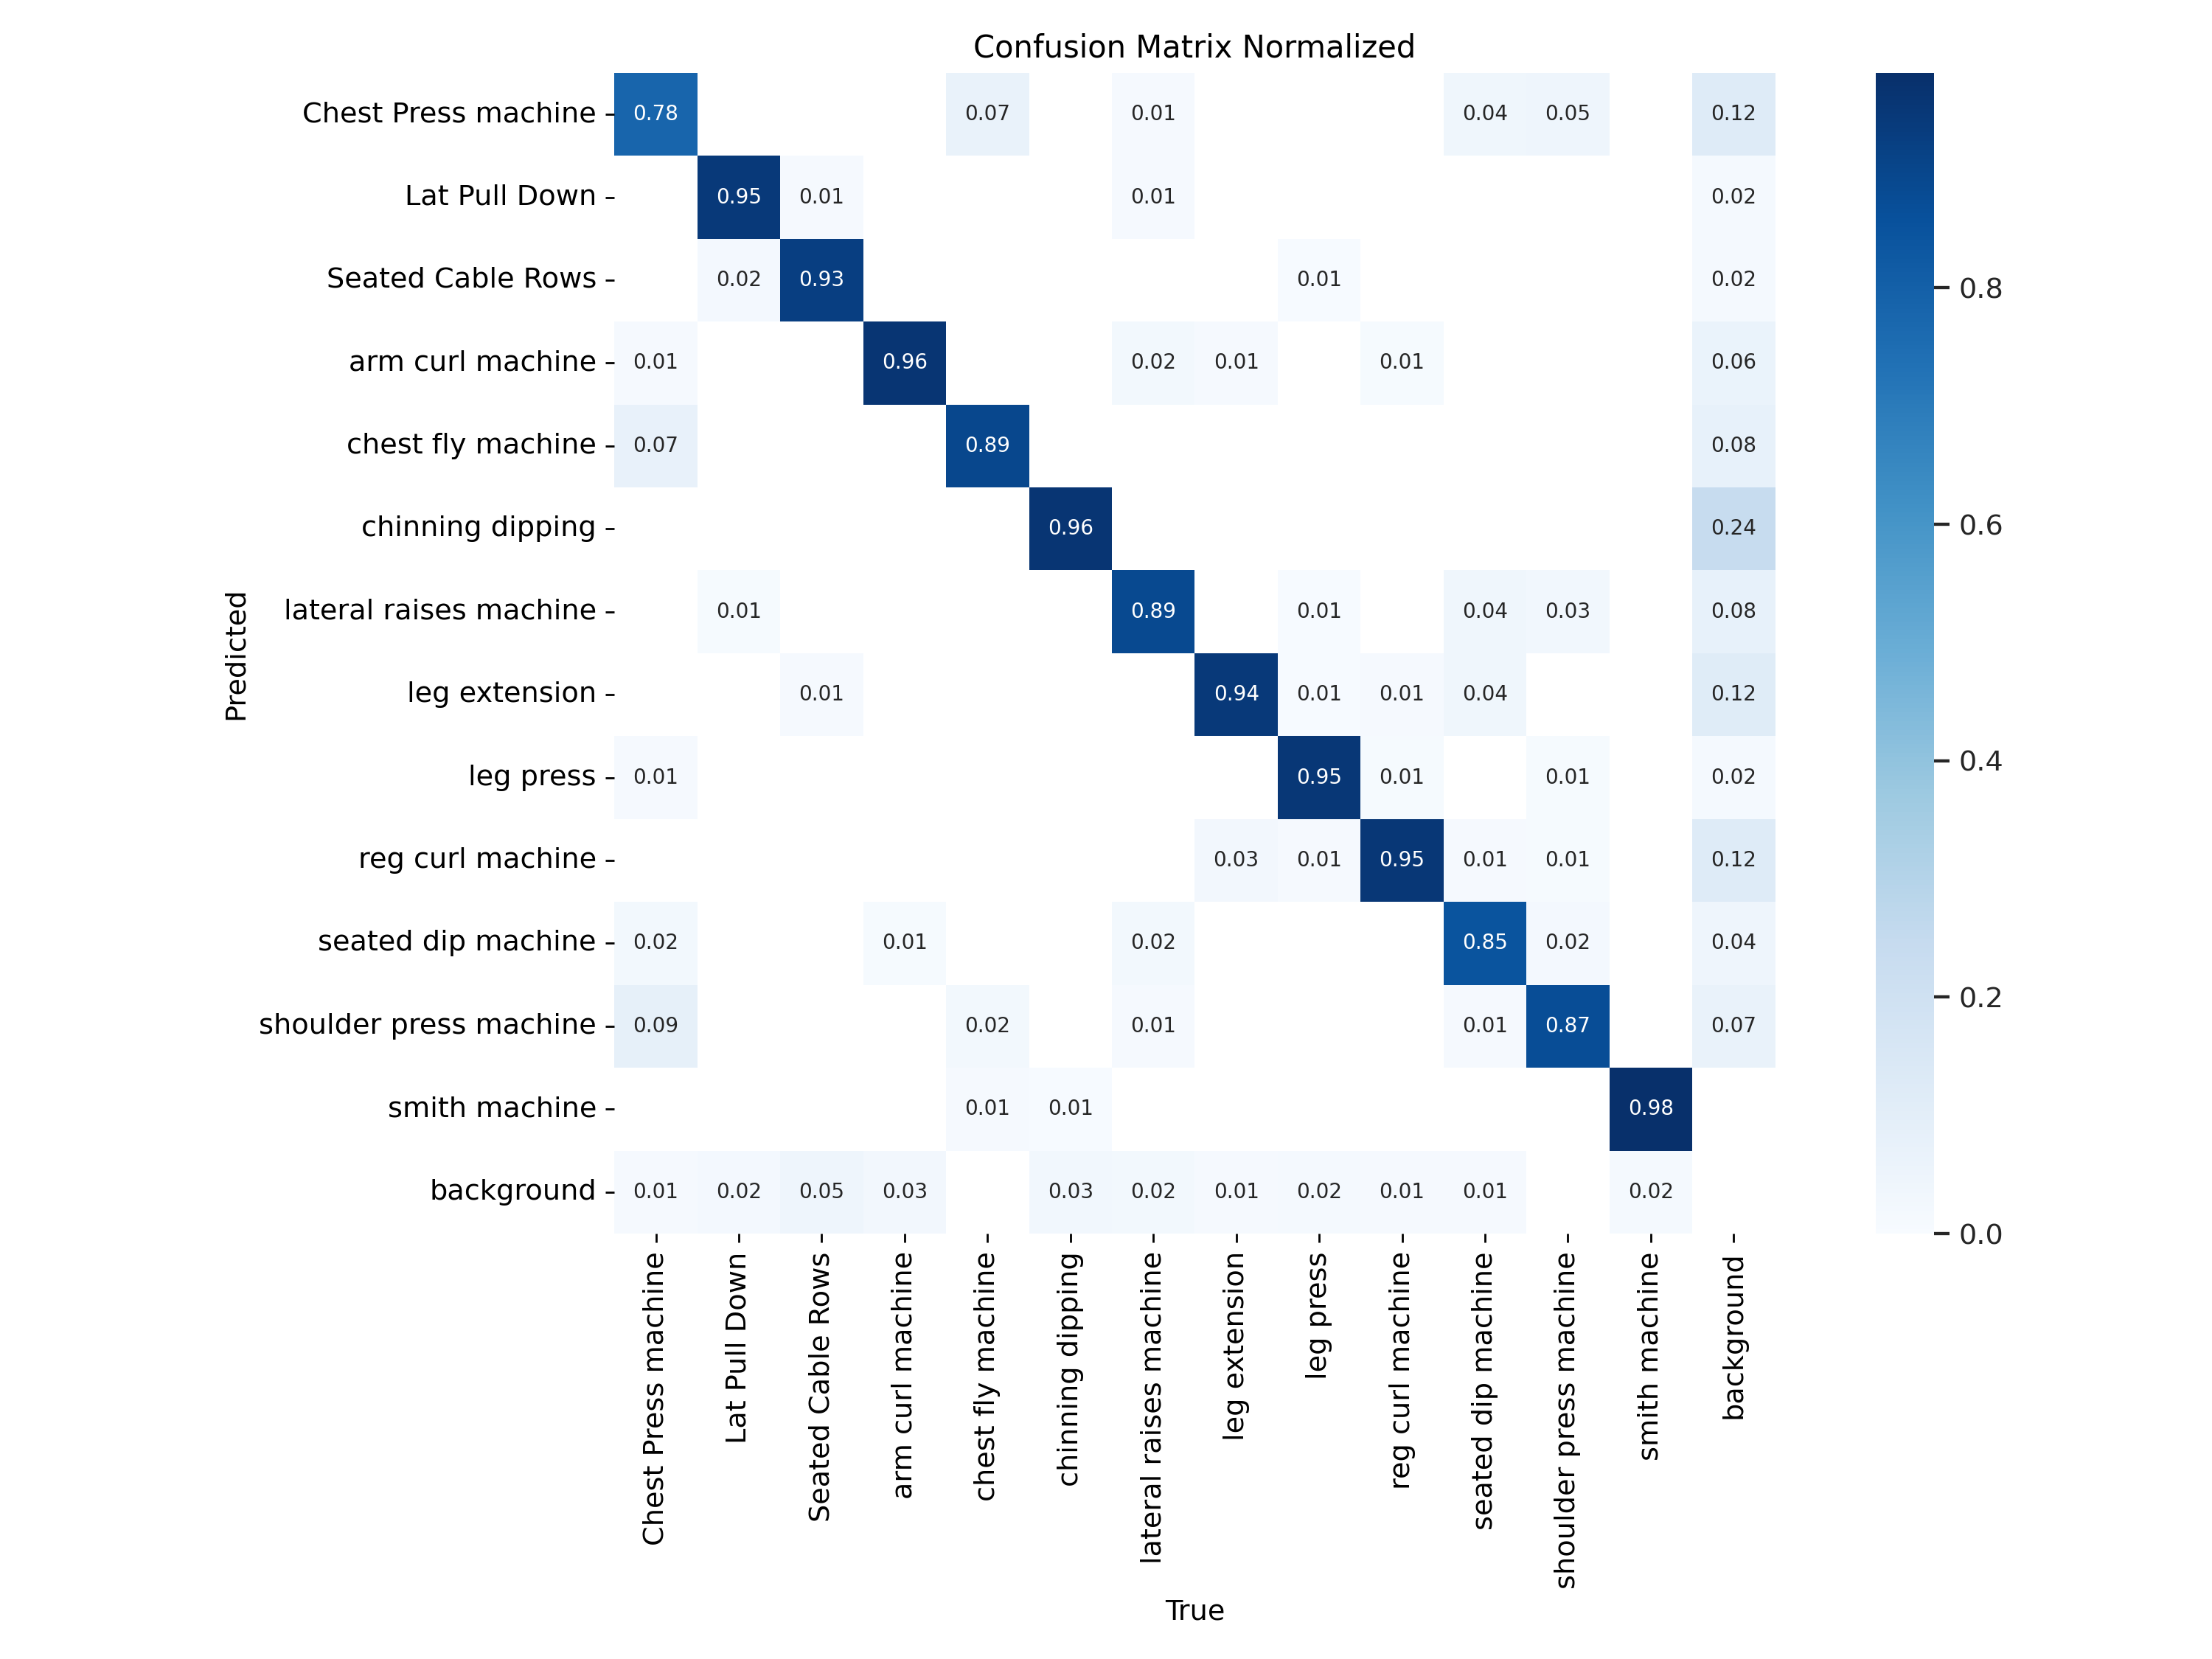 Confusion Matrix Normalized
Chest Press machine 0.78 0.07 0.01 0.04 0.05 0.12
Lat Pull Down 0.95 0.01 0.01 0.02
Seated Cable Rows 0.02 0.93 0.01 0.02
arm curl machine 0.01 0.96 0.02 0.01 0.01 0.06
chest fly machine 0.07 0.89 0.08
chinning dipping 0.96 0.24
lateral raises machine 0.01 0.89 0.01 0.04 0.03 0.08
leg extension 0.01 0.94 0.01 0.01 0.04 0.12
leg press 0.01 0.95 0.01 0.01 0.02
reg curl machine 0.03 0.01 0.95 0.01 0.01 0.12
seated dip machine 0.02 0.01 0.02 0.85 0.02 0.04
shoulder press machine 0.09 0.02 0.01 0.01 0.87 0.07
smith machine 0.01 0.01 0.98
background 0.01 0.02 0.05 0.03 0.03 0.02 0.01 0.02 0.01 0.01 0.02
Predicted
Chest Press machine
Lat Pull Down
Seated Cable Rows
arm curl machine
chest fly machine
chinning dipping
lateral raises machine
leg extension
leg press
reg curl machine
seated dip machine
shoulder press machine
smith machine
background
True
0.8
0.6
0.4
0.2
0.0